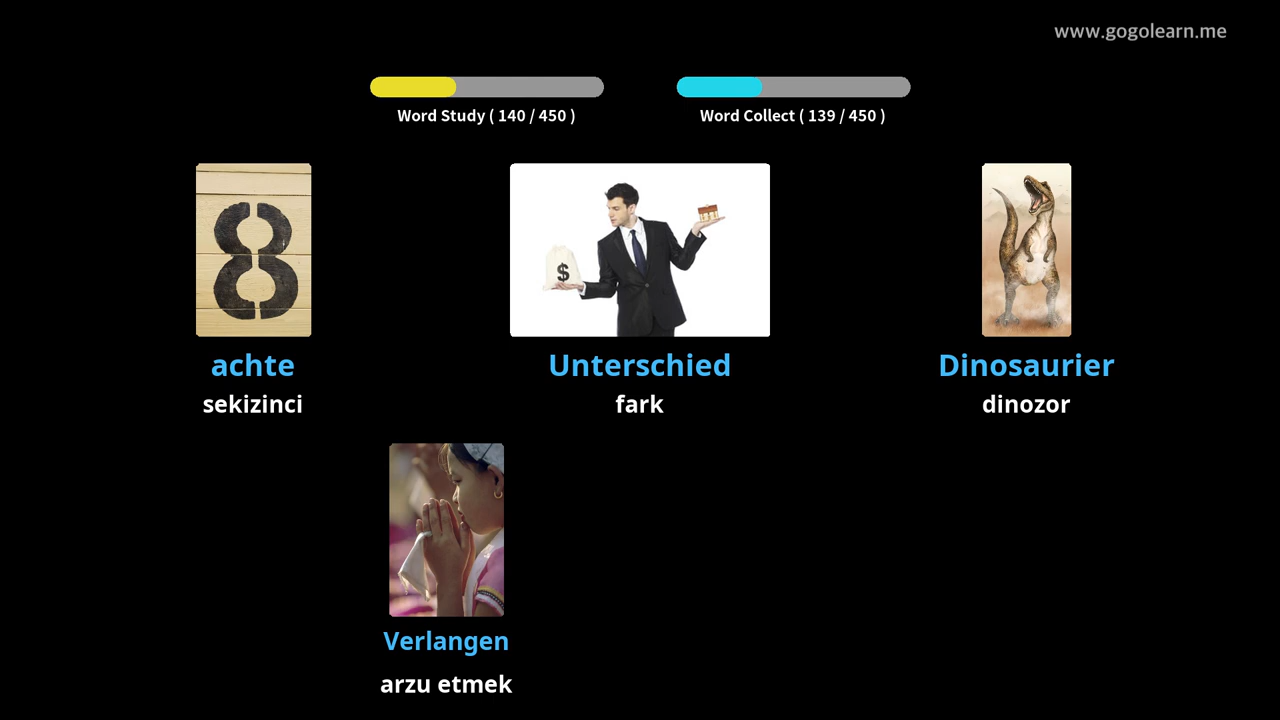 www.gogolearn.me
Word Study ( 140 / 450 )
Word Collect ( 139 / 450 )
8
$
achte
Unterschied
Dinosaurier
sekizinci
fark
dinozor
Verlangen
arzu etmek